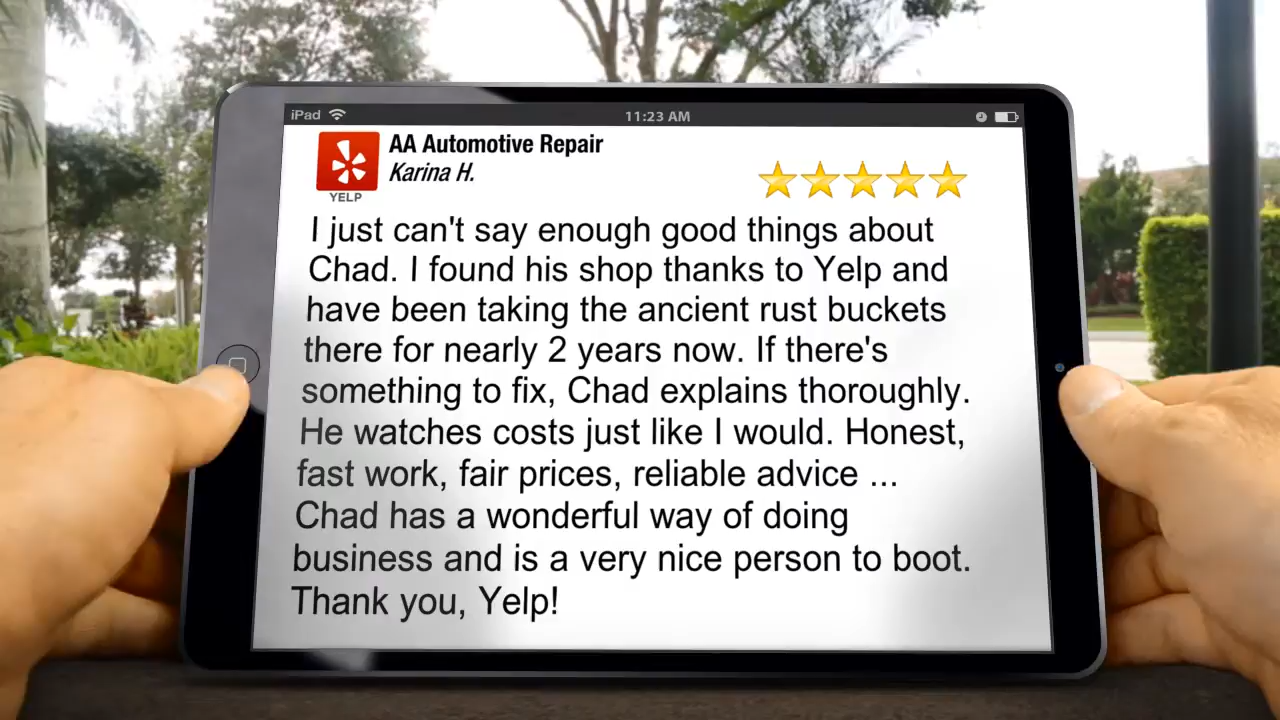 iPad 11:23 AM
AA Automotive Repair
Karina H.
YELP
I just can't say enough good things about
Chad. I found his shop thanks to Yelp and
have been taking the ancient rust buckets
there for nearly 2 years now. If there's
something to fix, Chad explains thoroughly.
He watches costs just like I would. Honest,
fast work, fair prices, reliable advice ...
Chad has a wonderful way of doing
business and is a very nice person to boot.
Thank you, Yelp!